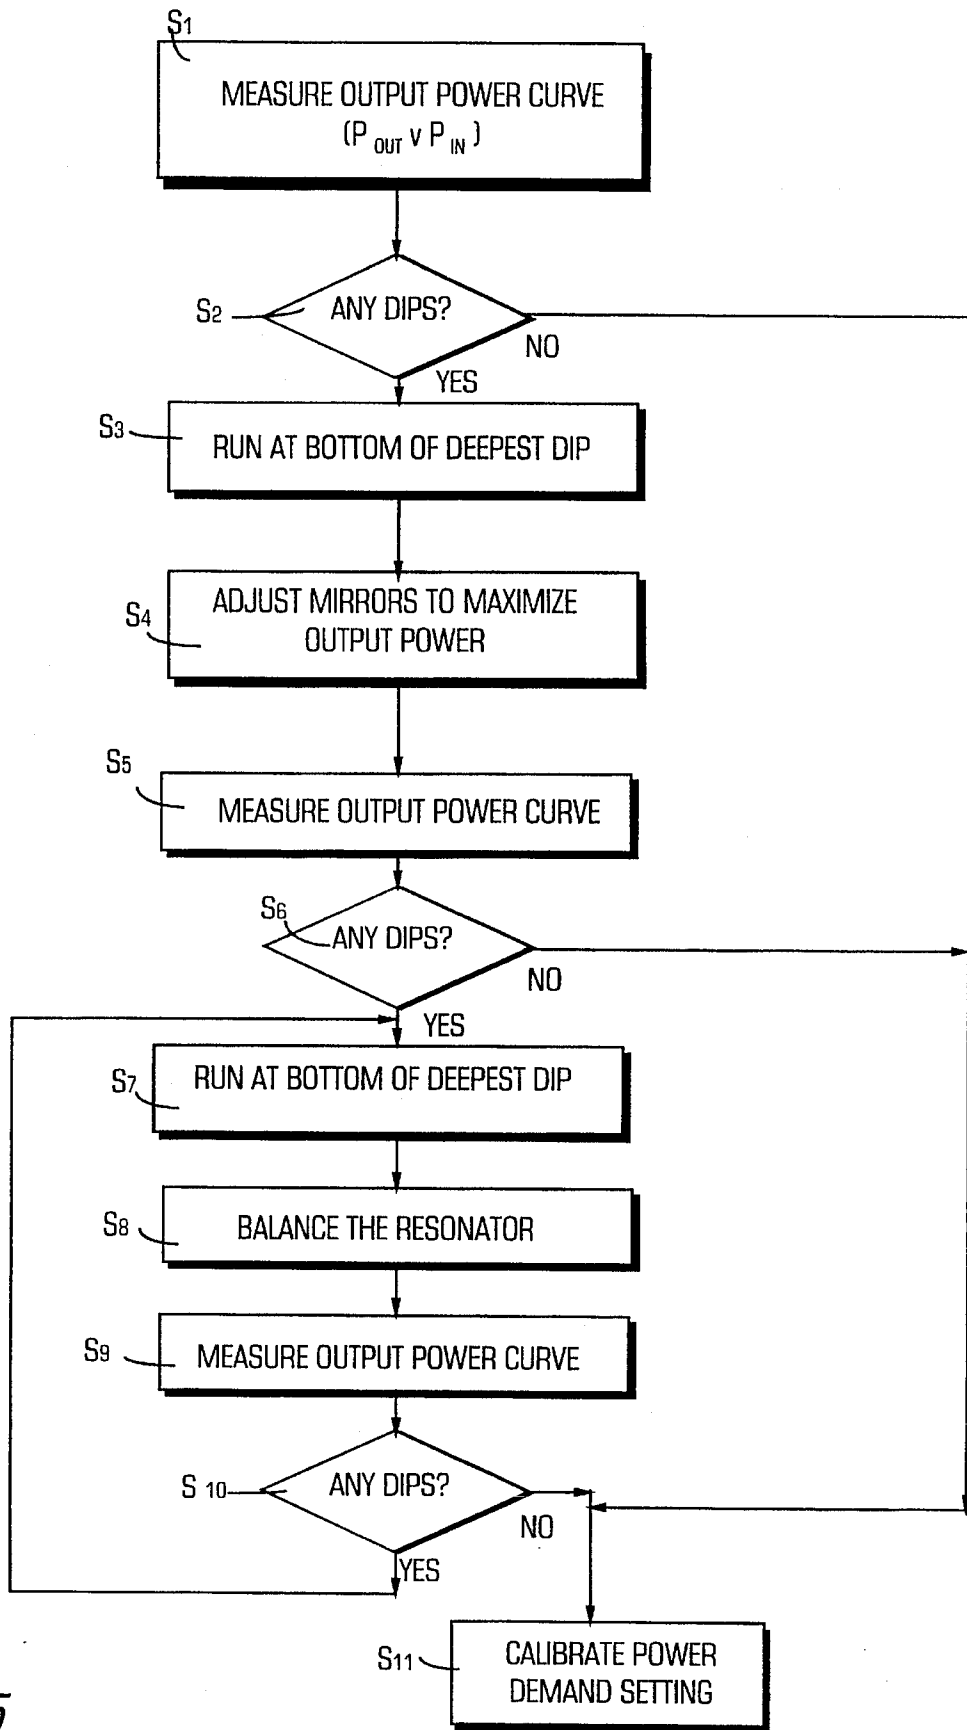 S1
MEASURE OUTPUT POWER CURVE
(P OUT v P IN)
S2
ANY DIPS?
NO
YES
S3
RUN AT BOTTOM OF DEEPEST DIP
S4
ADJUST MIRRORS TO MAXIMIZE
OUTPUT POWER
S5
MEASURE OUTPUT POWER CURVE
S6
ANY DIPS?
NO
YES
S7
RUN AT BOTTOM OF DEEPEST DIP
S8
BALANCE THE RESONATOR
S9
MEASURE OUTPUT POWER CURVE
S 10
ANY DIPS?
NO
YES
S11
CALIBRATE POWER
DEMAND SETTING